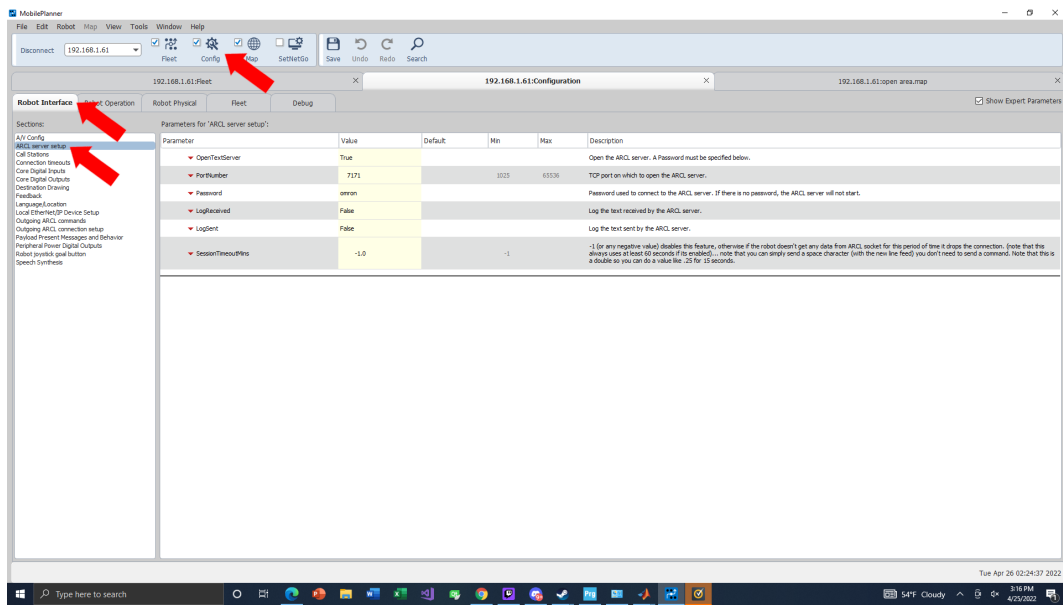 MobilePlanner
File Edit Robot Map View Tools Window Help
Disconnect 192.168.1.61
Fleet Config Map SetNetGo Save Undo Redo Search
192.168.1.61:Fleet 192.168.1.61:Configuration 192.168.1.61:open area.map
Robot Interface Robot Operation Robot Physical Fleet Debug Show Expert Parameters
Sections: Parameters for 'ARCL server setup':
A/V Config
ARCL server setup
Call Stations
Connection timeouts
Core Digital Inputs
Core Digital Outputs
Destination Drawing
Feedback
Language/Location
Local EtherNet/IP Device Setup
Outgoing ARCL commands
Outgoing ARCL connection setup
Payload Present Messages and Behavior
Peripheral Power Digital Outputs
Robot joystick goal button
Speech Synthesis
Parameter Value Default Min Max Description
OpenTextServer True Open the ARCL server. A Password must be specified below.
PortNumber 7171 1025 65536 TCP port on which to open the ARCL server.
Password omron Password used to connect to the ARCL server. If there is no password, the ARCL server will not start.
LogReceived False Log the text received by the ARCL server.
LogSent False Log the text sent by the ARCL server.
SessionTimeoutMins -1.0 -1 -1 (or any negative value) disables this feature, otherwise if the robot doesn't get any data from ARCL socket for this period of time it drops the connection. (note that this
always uses at least 60 seconds if its enabled)... note that you can simply send a space character (with the new line feed) you don't need to send a command. Note that this is
a double so you can do a value like .25 for 15 seconds.
Tue Apr 26 02:24:37 2022
Type here to search 54°F Cloudy 3:16 PM
4/25/2022